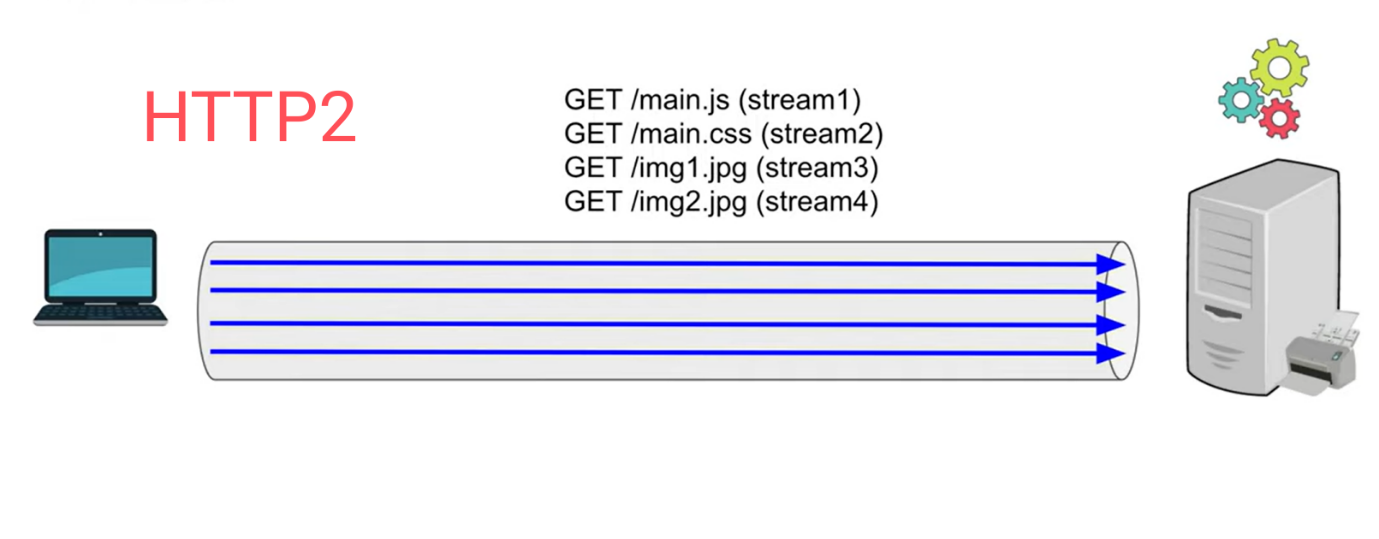 HTTP2
GET /main.js (stream1)
GET /main.css (stream2)
GET /img1.jpg (stream3)
GET /img2.jpg (stream4)